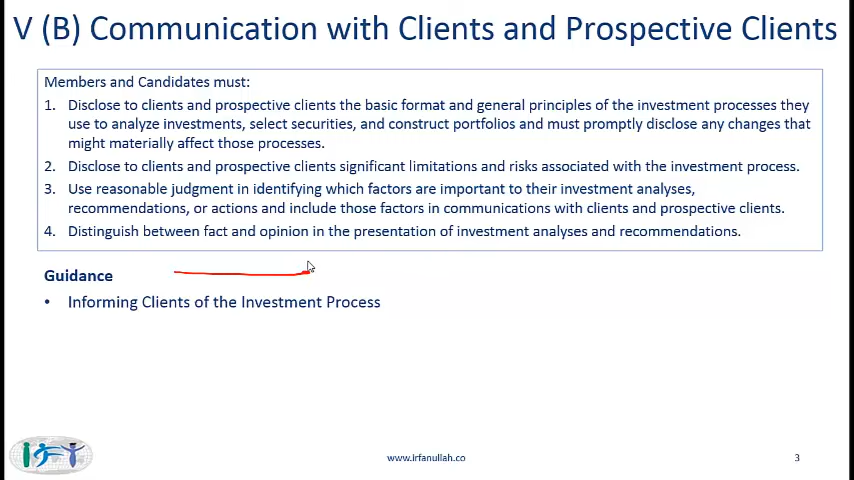 V (B) Communication with Clients and Prospective Clients
Members and Candidates must:
1. Disclose to clients and prospective clients the basic format and general principles of the investment processes they
use to analyze investments, select securities, and construct portfolios and must promptly disclose any changes that
might materially affect those processes.
2. Disclose to clients and prospective clients significant limitations and risks associated with the investment process.
3. Use reasonable judgment in identifying which factors are important to their investment analyses,
recommendations, or actions and include those factors in communications with clients and prospective clients.
4. Distinguish between fact and opinion in the presentation of investment analyses and recommendations.
Guidance
• Informing Clients of the Investment Process
www.irfanullah.co
3